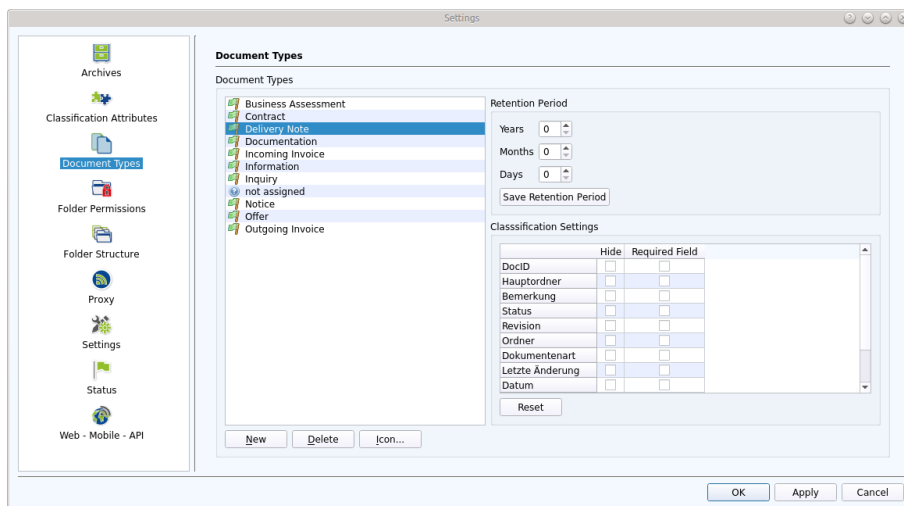 Settings
Archives
Classification Attributes
Document Types
Folder Permissions
Folder Structure
Proxy
Settings
Status
Web - Mobile - API
Document Types
Document Types
Business Assessment
Contract
Delivery Note
Documentation
Incoming Invoice
Information
Inquiry
not assigned
Notice
Offer
Outgoing Invoice
New Delete Icon...
Retention Period
Years 0
Months 0
Days 0
Save Retention Period
Classsification Settings
Hide Required Field
DocID
Hauptordner
Bemerkung
Status
Revision
Ordner
Dokumentenart
Letzte Änderung
Datum
Reset
OK Apply Cancel